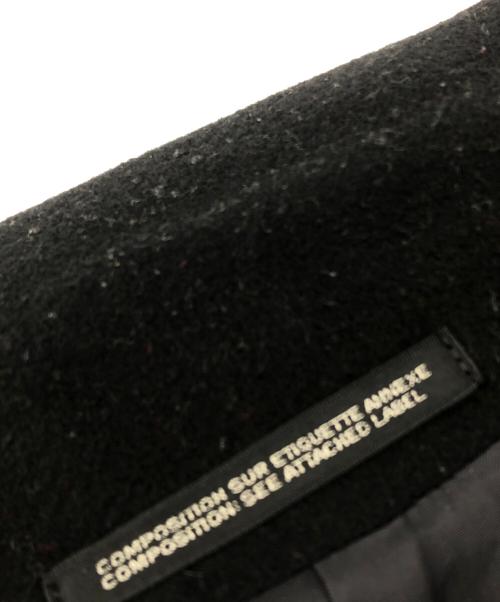 COMPOSITION SUR ETIQUETTE ANNEXE
COMPOSITION: SEE ATTACHED LABEL